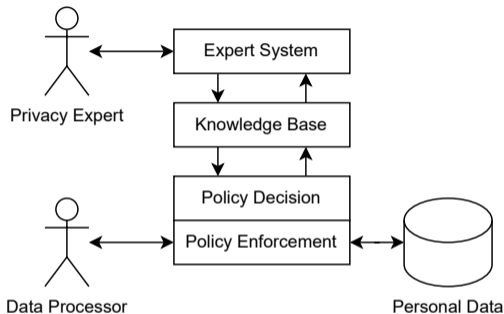 Expert System
Privacy Expert
Knowledge Base
Policy Decision
Policy Enforcement
Data Processor
Personal Data